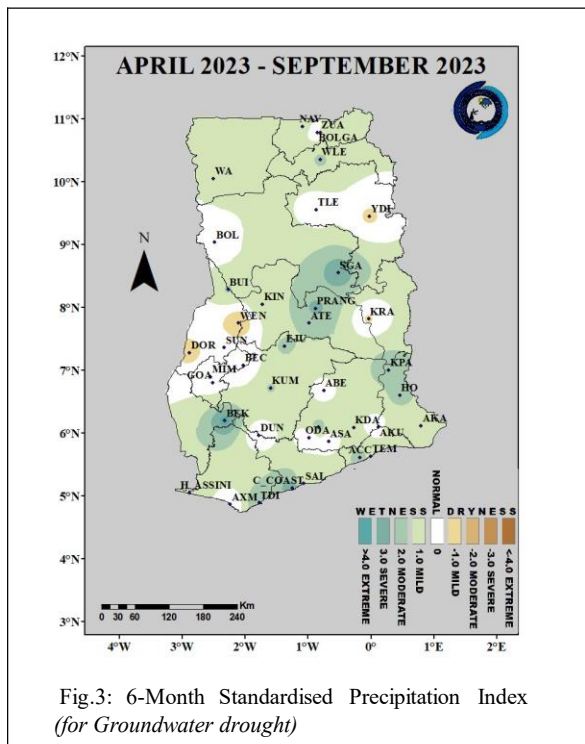 APRIL 2023 - SEPTEMBER 2023
12°N
11°N
10°N
9°N
8°N
7°N
6°N
5°N
4°N
3°N
NAV
ZUA
BOLGA
WLE
WA
TLE
YDI
BOL
N
SGA
BUI
KIN
PRANG
ATE
KRA
WEN
DOR
SUN
EJU
BEC
KPA
GOA
MIM
KUM
ABE
HO
BEK
DUN
ODA
ASA
KDA
AKU
AKA
ACC
TEM
H_ASSINI
C_COAST
SAL
AXM
TDI
WETNESS
NORMAL
DRYNESS
>4.0 EXTREME
3.0 SEVERE
2.0 MODERATE
1.0 MILD
0
-1.0 MILD
-2.0 MODERATE
-3.0 SEVERE
<4.0 EXTREME
Km
0 30 60 120 180 240
4°W
3°W
2°W
1°W
0°
1°E
2°E
Fig.3: 6-Month Standardised Precipitation Index
(for Groundwater drought)